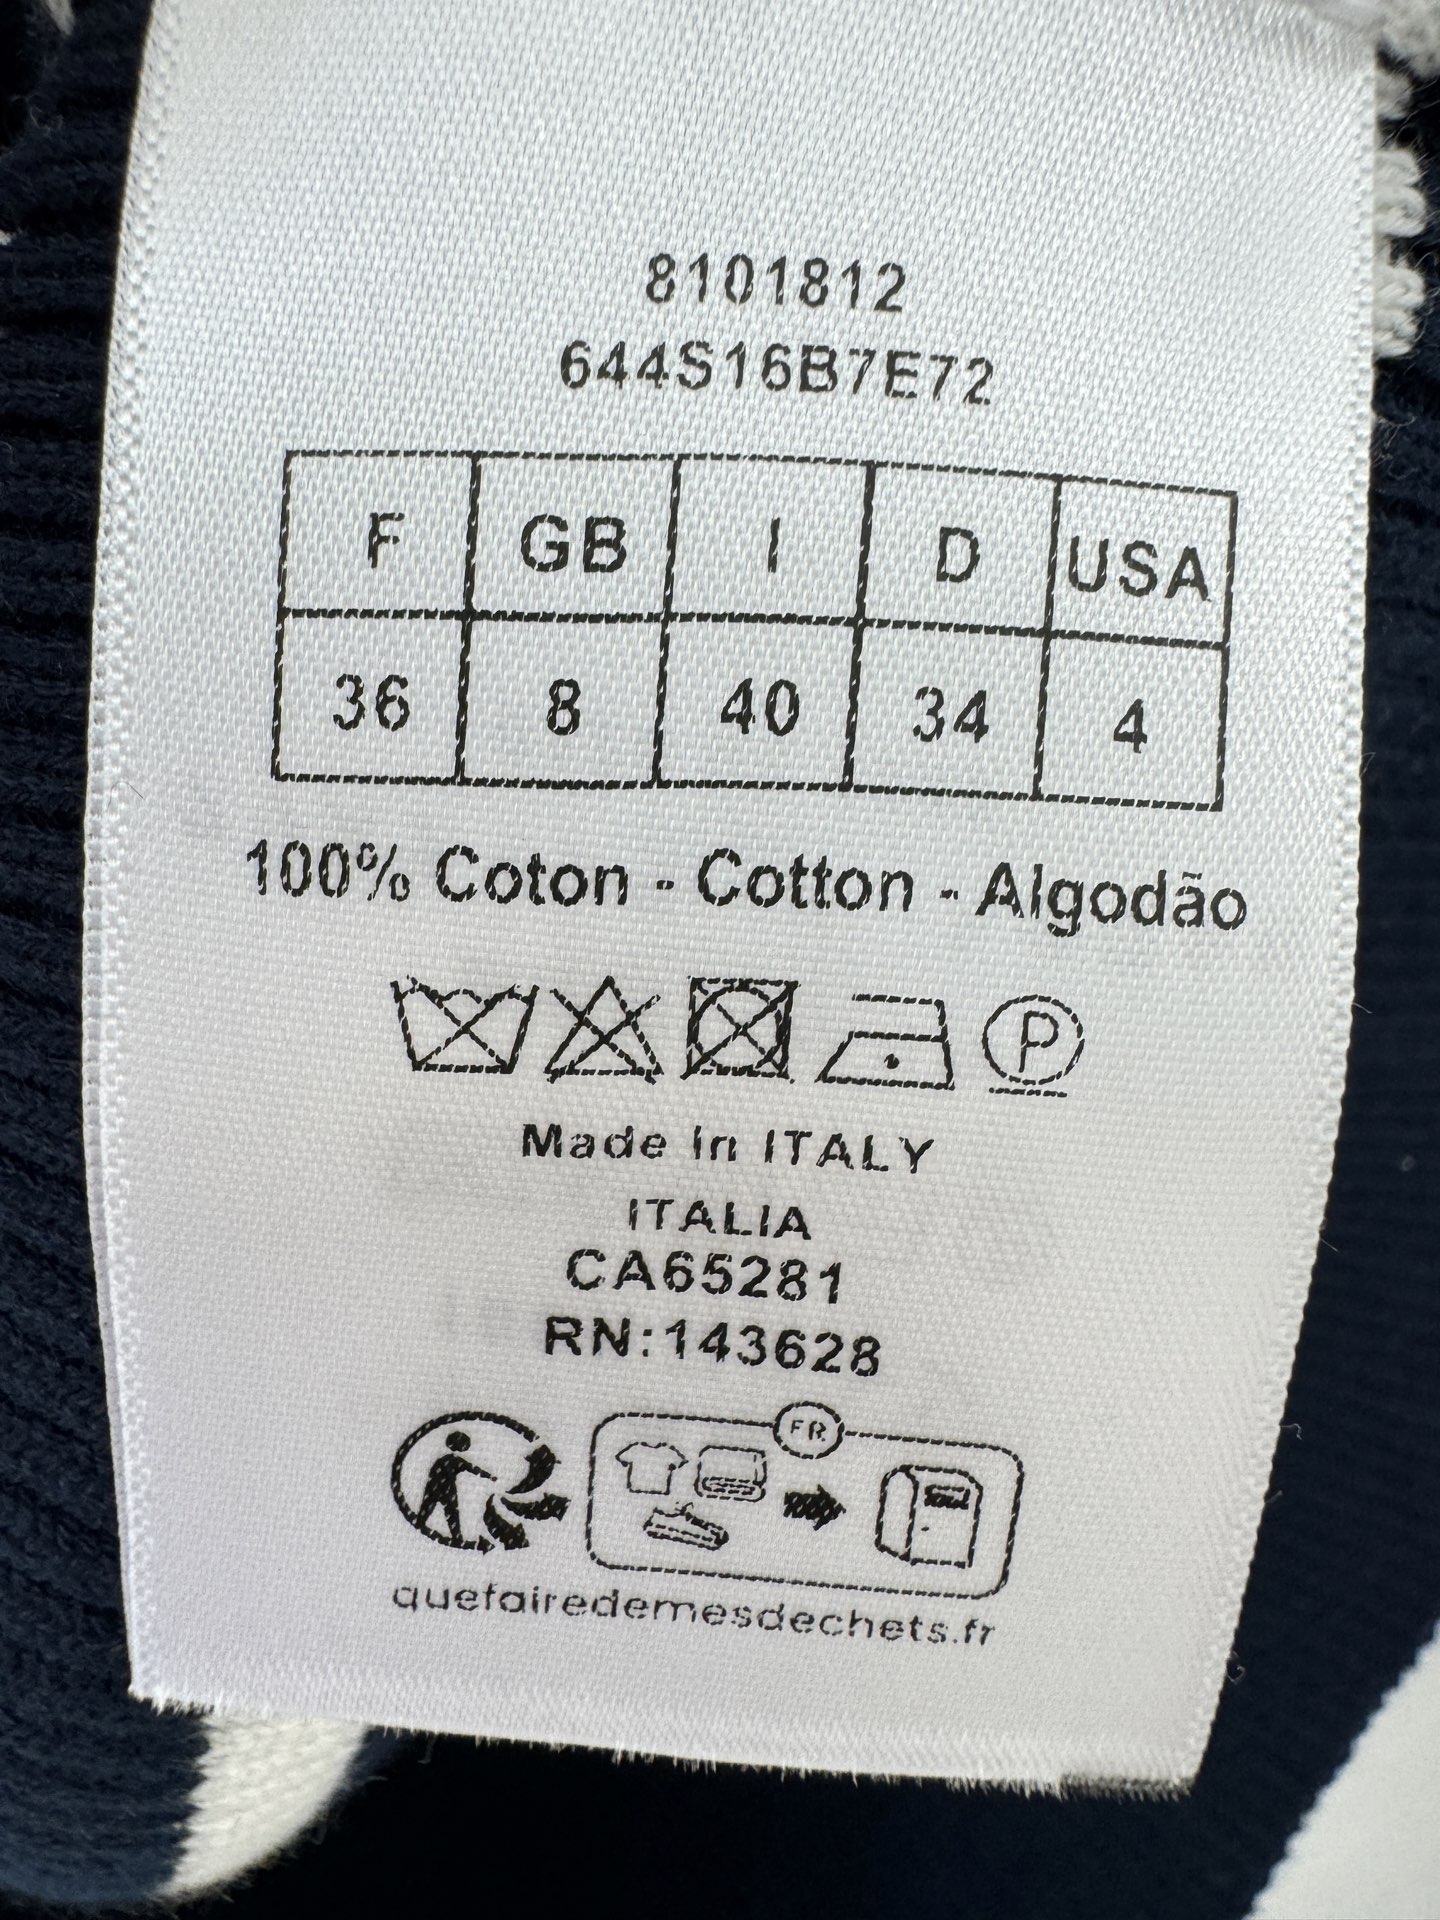 8101812
644S16B7E72
F GB I D USA
36 8 40 34 4
100% Coton - Cotton - Algodão
P
Made In ITALY
ITALIA
CA65281
RN:143628
FR
quefairedemesdechets.fr